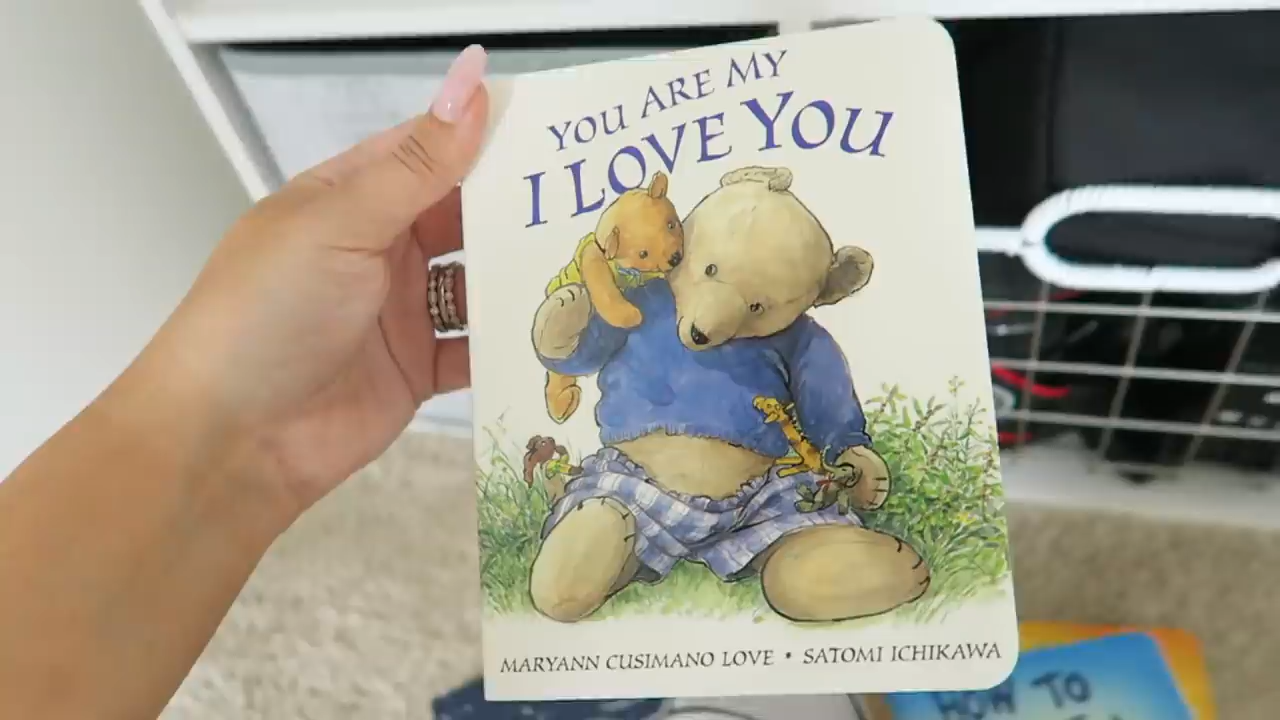 YOU ARE MY
I LOVE YOU
MARYANN CUSIMANO LOVE • SATOMI ICHIKAWA
HOW TO